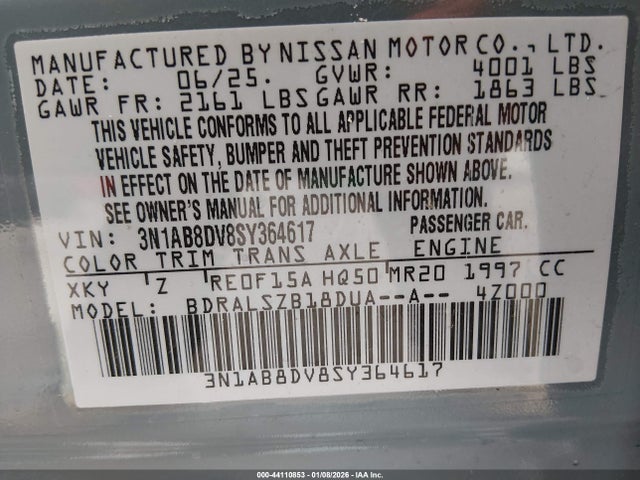 MANUFACTURED BY NISSAN MOTOR CO., LTD.
DATE: 06/25. GVWR: 4001 LBS
GAWR FR: 2161 LBS GAWR RR: 1863 LBS
THIS VEHICLE CONFORMS TO ALL APPLICABLE FEDERAL MOTOR
VEHICLE SAFETY, BUMPER AND THEFT PREVENTION STANDARDS
IN EFFECT ON THE DATE OF MANUFACTURE SHOWN ABOVE.
SEE OWNER'S MANUAL FOR ADDITIONAL INFORMATION.
VIN: 3N1AB8DV8SY364617 PASSENGER CAR.
COLOR TRIM TRANS AXLE ENGINE
XKY Z RE0F15A HQ50 MR20 1997 CC
MODEL: BDRALSZB18DUA--A-- 4Z000
3N1AB8DV8SY364617
000-44110853 | 01/08/2026 - IAAI.COM